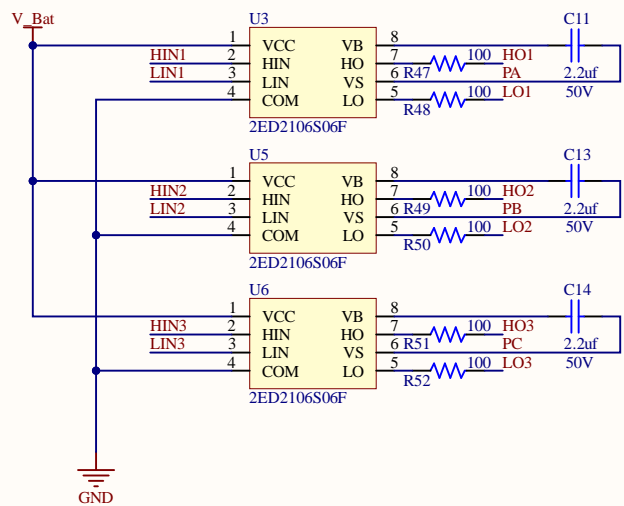 V_Bat
U3
C11
1 VCC VB 8
HIN1 2 HIN HO 7 100 HO1
LIN1 3 LIN VS 6 R47 PA 2.2uf
4 COM LO 5 100 LO1 50V
R48
2ED2106S06F
U5
C13
1 VCC VB 8
HIN2 2 HIN HO 7 100 HO2
LIN2 3 LIN VS 6 R49 PB 2.2uf
4 COM LO 5 100 LO2 50V
R50
2ED2106S06F
U6
C14
1 VCC VB 8
HIN3 2 HIN HO 7 100 HO3
LIN3 3 LIN VS 6 R51 PC 2.2uf
4 COM LO 5 100 LO3 50V
R52
2ED2106S06F
GND